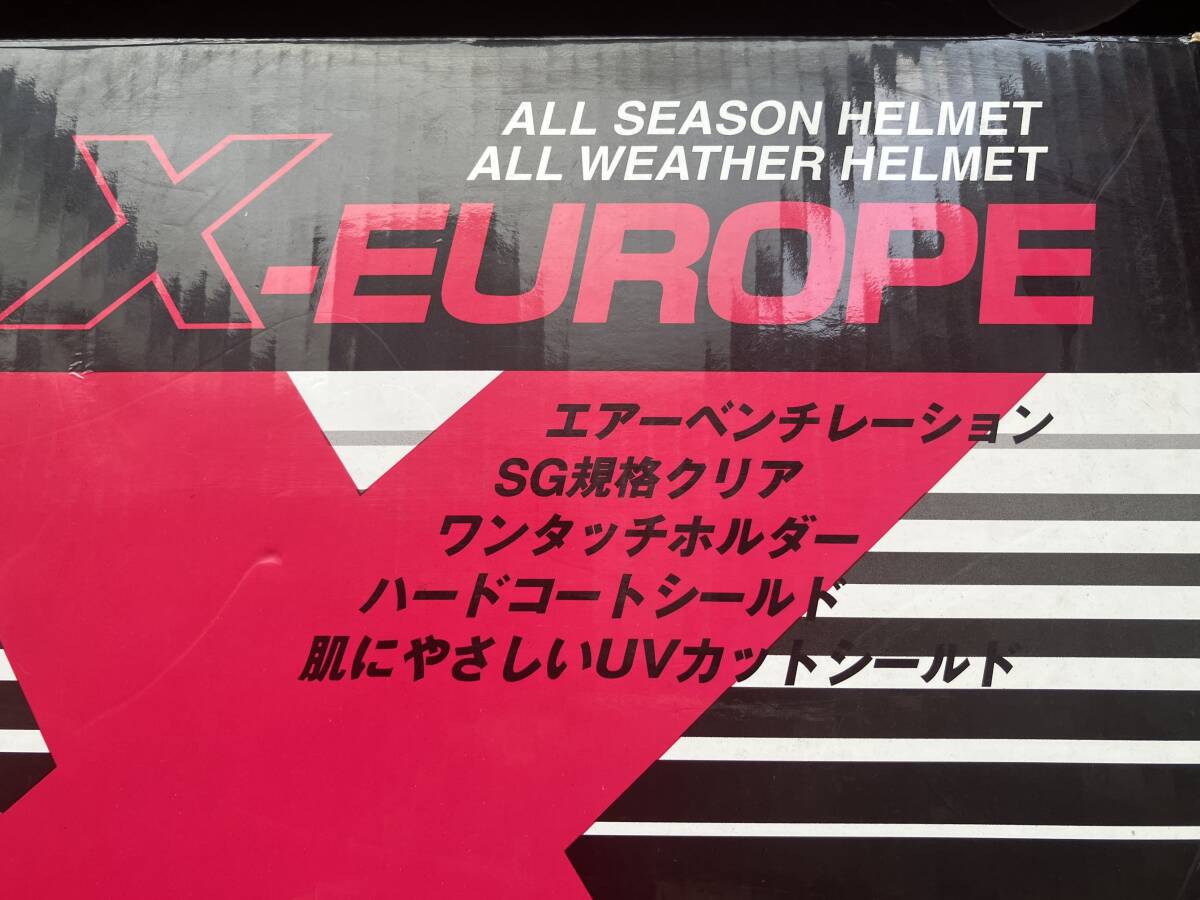 ALL SEASON HELMET
ALL WEATHER HELMET
X-EUROPE
エアーベンチレーション
SG規格クリア
ワンタッチホルダー
ハードコートシールド
肌にやさしいUVカットシールド